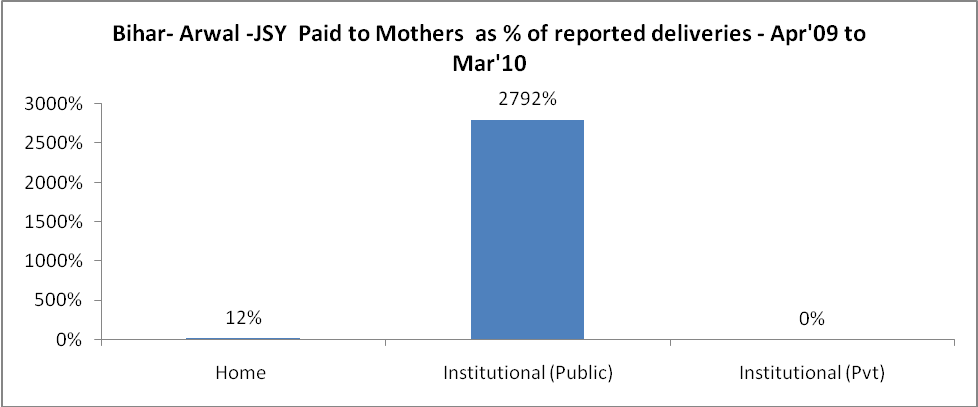 Bihar- Arwal -JSY  Paid to Mothers  as % of reported deliveries - Apr'09 to
Mar'10
3000%
2500%
2000%
1500%
1000%
500%
0%
12%
2792%
0%
Home
Institutional (Public)
Institutional (Pvt)